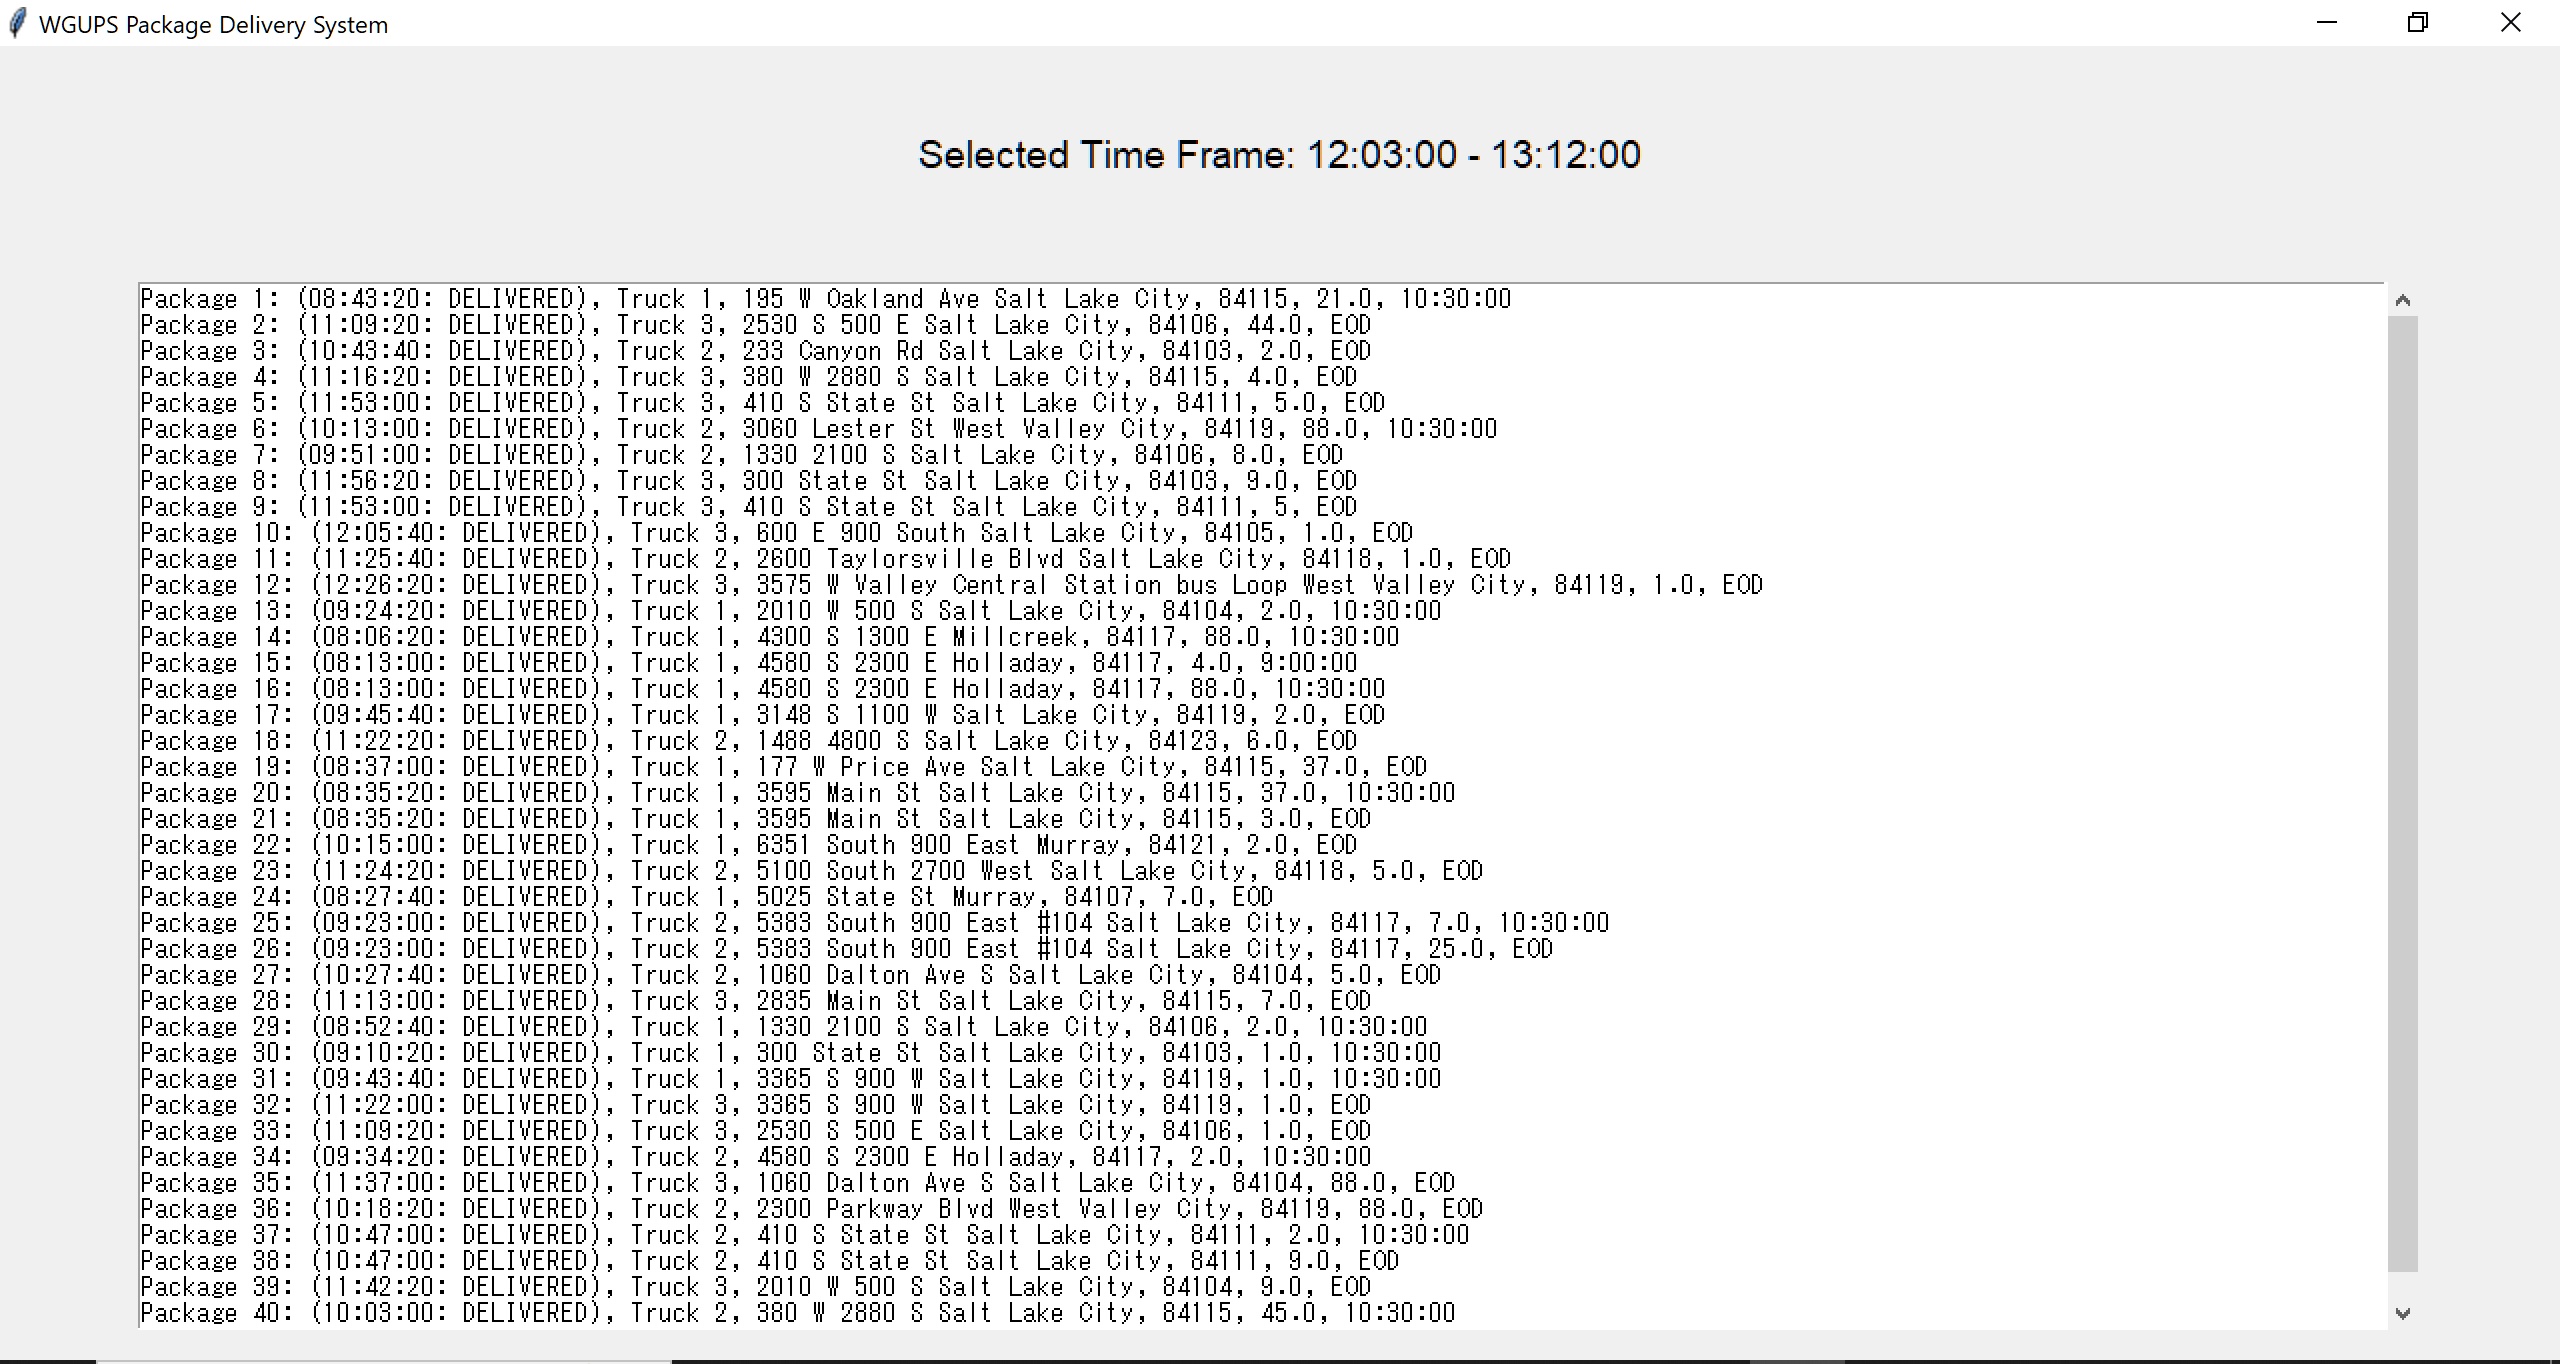 WGUPS Package Delivery System
Selected Time Frame: 12:03:00 - 13:12:00
Package 1: (08:43:20: DELIVERED), Truck 1, 195 W Oakland Ave Salt Lake City, 84115, 21.0, 10:30:00
Package 2: (11:09:20: DELIVERED), Truck 3, 2530 S 500 E Salt Lake City, 84106, 44.0, EOD
Package 3: (10:43:40: DELIVERED), Truck 2, 233 Canyon Rd Salt Lake City, 84103, 2.0, EOD
Package 4: (11:16:20: DELIVERED), Truck 3, 380 W 2880 S Salt Lake City, 84115, 4.0, EOD
Package 5: (11:53:00: DELIVERED), Truck 3, 410 S State St Salt Lake City, 84111, 5.0, EOD
Package 6: (10:13:00: DELIVERED), Truck 2, 3060 Lester St West Valley City, 84119, 88.0, 10:30:00
Package 7: (09:51:00: DELIVERED), Truck 2, 1330 2100 S Salt Lake City, 84106, 8.0, EOD
Package 8: (11:56:20: DELIVERED), Truck 3, 300 State St Salt Lake City, 84103, 9.0, EOD
Package 9: (11:53:00: DELIVERED), Truck 3, 410 S State St Salt Lake City, 84111, 5, EOD
Package 10: (12:05:40: DELIVERED), Truck 3, 600 E 900 South Salt Lake City, 84105, 1.0, EOD
Package 11: (11:25:40: DELIVERED), Truck 2, 2600 Taylorsville Blvd Salt Lake City, 84118, 1.0, EOD
Package 12: (12:26:20: DELIVERED), Truck 3, 3575 W Valley Central Station bus Loop West Valley City, 84119, 1.0, EOD
Package 13: (09:24:20: DELIVERED), Truck 1, 2010 W 500 S Salt Lake City, 84104, 2.0, 10:30:00
Package 14: (08:06:20: DELIVERED), Truck 1, 4300 S 1300 E Millcreek, 84117, 88.0, 10:30:00
Package 15: (08:13:00: DELIVERED), Truck 1, 4580 S 2300 E Holladay, 84117, 4.0, 9:00:00
Package 16: (08:13:00: DELIVERED), Truck 1, 4580 S 2300 E Holladay, 84117, 88.0, 10:30:00
Package 17: (09:45:40: DELIVERED), Truck 1, 3148 S 1100 W Salt Lake City, 84119, 2.0, EOD
Package 18: (11:22:20: DELIVERED), Truck 2, 1488 4800 S Salt Lake City, 84123, 6.0, EOD
Package 19: (08:37:00: DELIVERED), Truck 1, 177 W Price Ave Salt Lake City, 84115, 37.0, EOD
Package 20: (08:35:20: DELIVERED), Truck 1, 3595 Main St Salt Lake City, 84115, 37.0, 10:30:00
Package 21: (08:35:20: DELIVERED), Truck 1, 3595 Main St Salt Lake City, 84115, 3.0, EOD
Package 22: (10:15:00: DELIVERED), Truck 1, 6351 South 900 East Murray, 84121, 2.0, EOD
Package 23: (11:24:20: DELIVERED), Truck 2, 5100 South 2700 West Salt Lake City, 84118, 5.0, EOD
Package 24: (08:27:40: DELIVERED), Truck 1, 5025 State St Murray, 84107, 7.0, EOD
Package 25: (09:23:00: DELIVERED), Truck 2, 5383 South 900 East #104 Salt Lake City, 84117, 7.0, 10:30:00
Package 26: (09:23:00: DELIVERED), Truck 2, 5383 South 900 East #104 Salt Lake City, 84117, 25.0, EOD
Package 27: (10:27:40: DELIVERED), Truck 2, 1060 Dalton Ave S Salt Lake City, 84104, 5.0, EOD
Package 28: (11:13:00: DELIVERED), Truck 3, 2835 Main St Salt Lake City, 84115, 7.0, EOD
Package 29: (08:52:40: DELIVERED), Truck 1, 1330 2100 S Salt Lake City, 84106, 2.0, 10:30:00
Package 30: (09:10:20: DELIVERED), Truck 1, 300 State St Salt Lake City, 84103, 1.0, 10:30:00
Package 31: (09:43:40: DELIVERED), Truck 1, 3365 S 900 W Salt Lake City, 84119, 1.0, 10:30:00
Package 32: (11:22:00: DELIVERED), Truck 3, 3365 S 900 W Salt Lake City, 84119, 1.0, EOD
Package 33: (11:09:20: DELIVERED), Truck 3, 2530 S 500 E Salt Lake City, 84106, 1.0, EOD
Package 34: (09:34:20: DELIVERED), Truck 2, 4580 S 2300 E Holladay, 84117, 2.0, 10:30:00
Package 35: (11:37:00: DELIVERED), Truck 3, 1060 Dalton Ave S Salt Lake City, 84104, 88.0, EOD
Package 36: (10:18:20: DELIVERED), Truck 2, 2300 Parkway Blvd West Valley City, 84119, 88.0, EOD
Package 37: (10:47:00: DELIVERED), Truck 2, 410 S State St Salt Lake City, 84111, 2.0, 10:30:00
Package 38: (10:47:00: DELIVERED), Truck 2, 410 S State St Salt Lake City, 84111, 9.0, EOD
Package 39: (11:42:20: DELIVERED), Truck 3, 2010 W 500 S Salt Lake City, 84104, 9.0, EOD
Package 40: (10:03:00: DELIVERED), Truck 2, 380 W 2880 S Salt Lake City, 84115, 45.0, 10:30:00